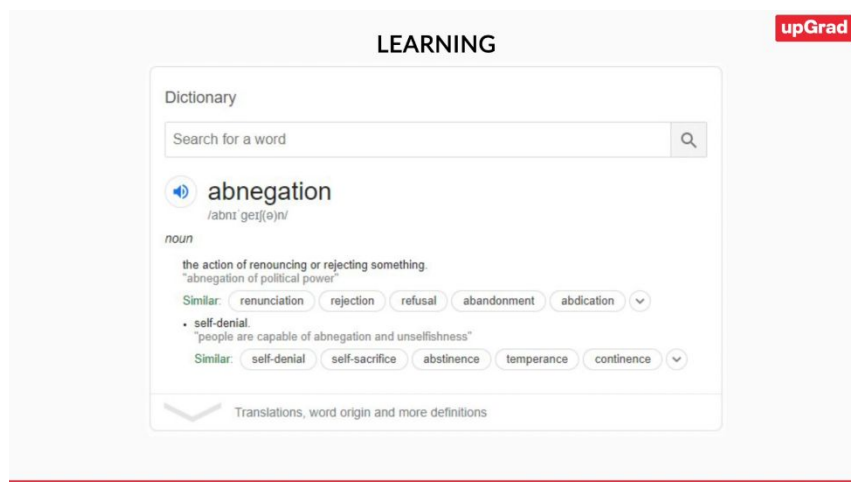 upGrad
LEARNING
Dictionary
Search for a word
abnegation
/abnɪˈɡeɪʃ(ə)n/
noun
the action of renouncing or rejecting something.
"abnegation of political power"
Similar: renunciation rejection refusal abandonment abdication
• self-denial.
"people are capable of abnegation and unselfishness"
Similar: self-denial self-sacrifice abstinence temperance continence
Translations, word origin and more definitions